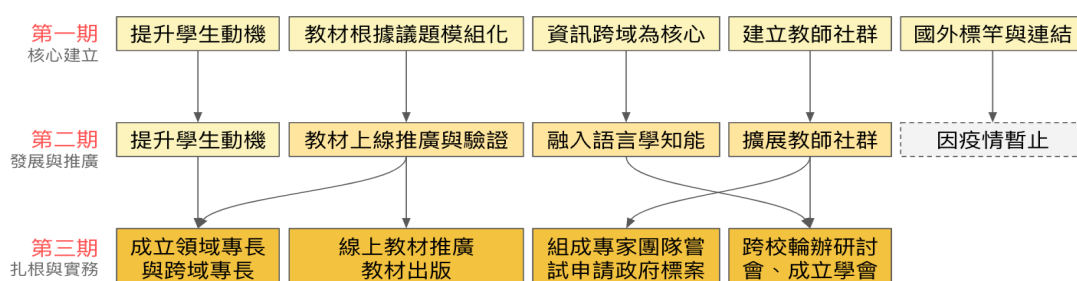 第一期
核心建立
提升學生動機
教材根據議題模組化
資訊跨域為核心
建立教師社群
國外標竿與連結
第二期
發展與推廣
提升學生動機
教材上線推廣與驗證
融入語言學知能
擴展教師社群
因疫情暫止
第三期
扎根與實務
成立領域專長
與跨域專長
線上教材推廣
教材出版
組成專家團隊嘗
試申請政府標案
跨校輪辦研討
會、成立學會